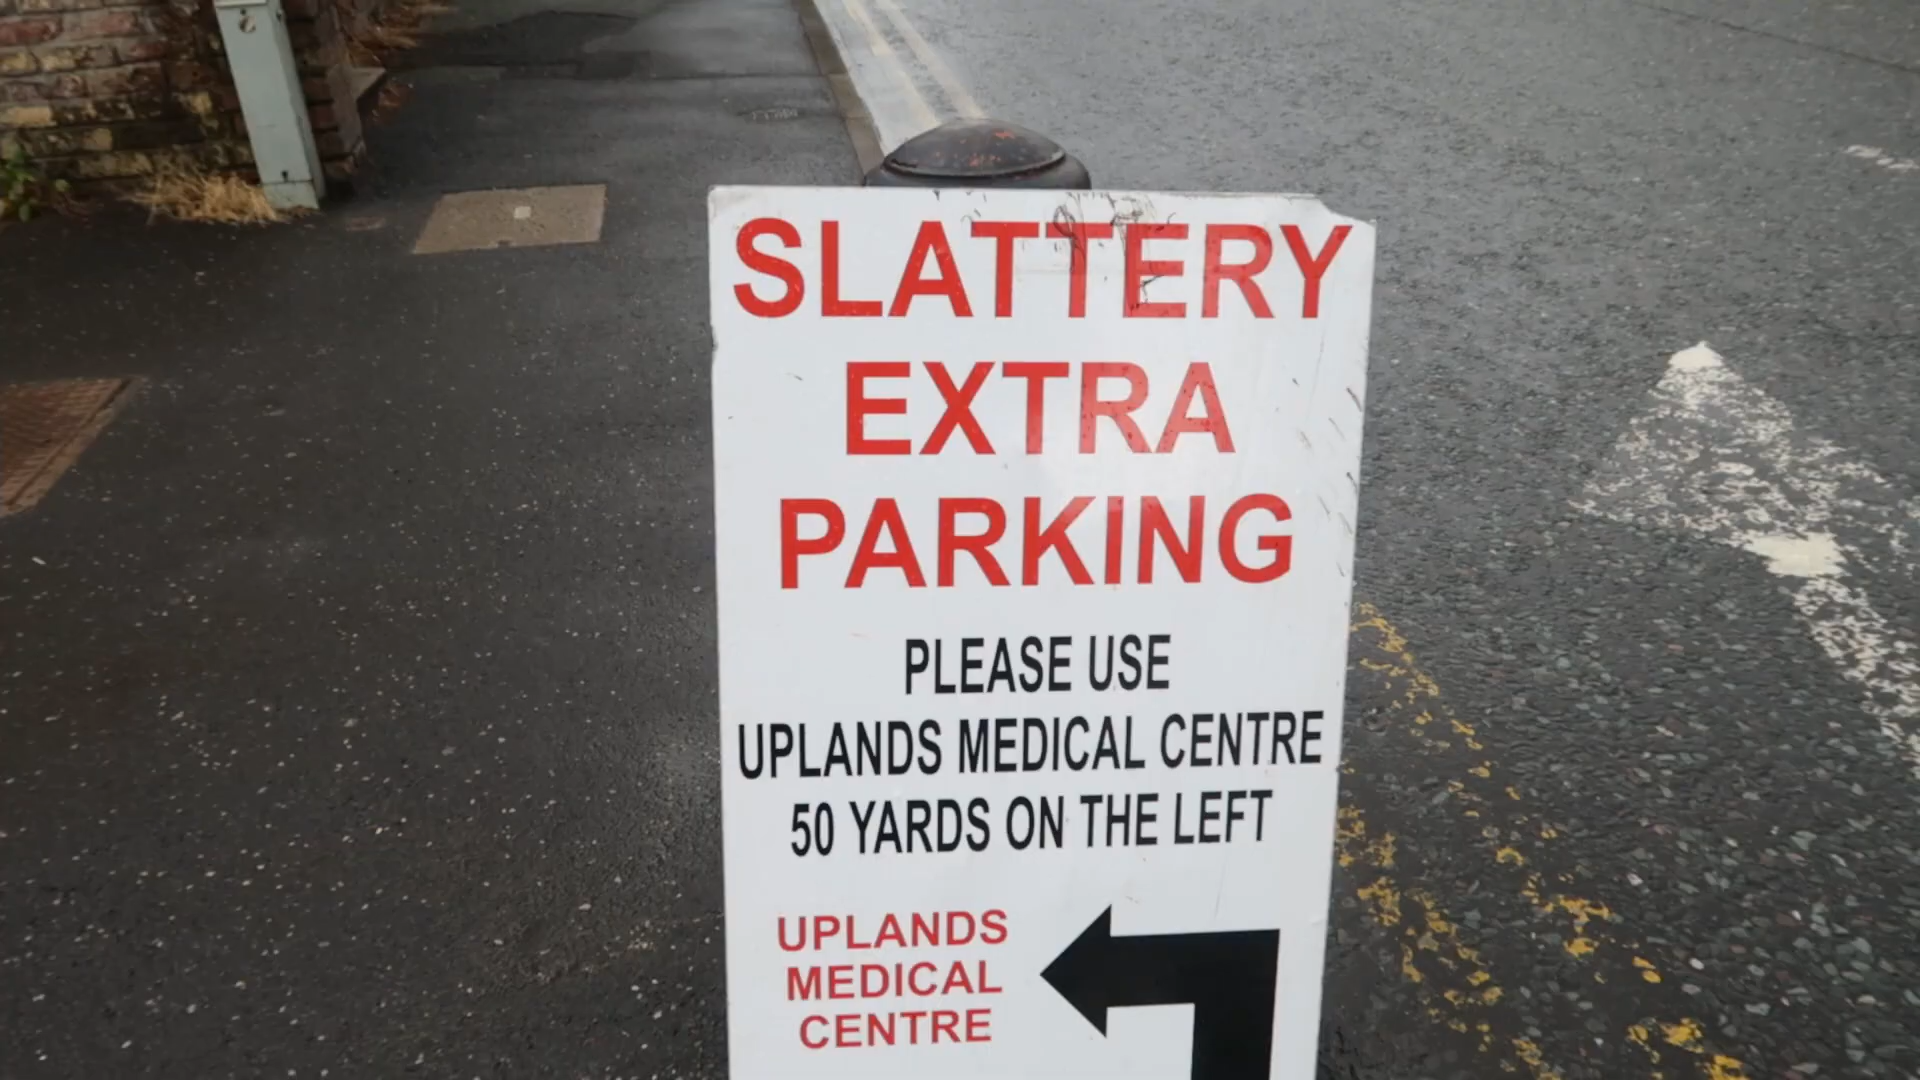 SLATTERY
EXTRA
PARKING
PLEASE USE
UPLANDS MEDICAL CENTRE
50 YARDS ON THE LEFT
UPLANDS
MEDICAL
CENTRE